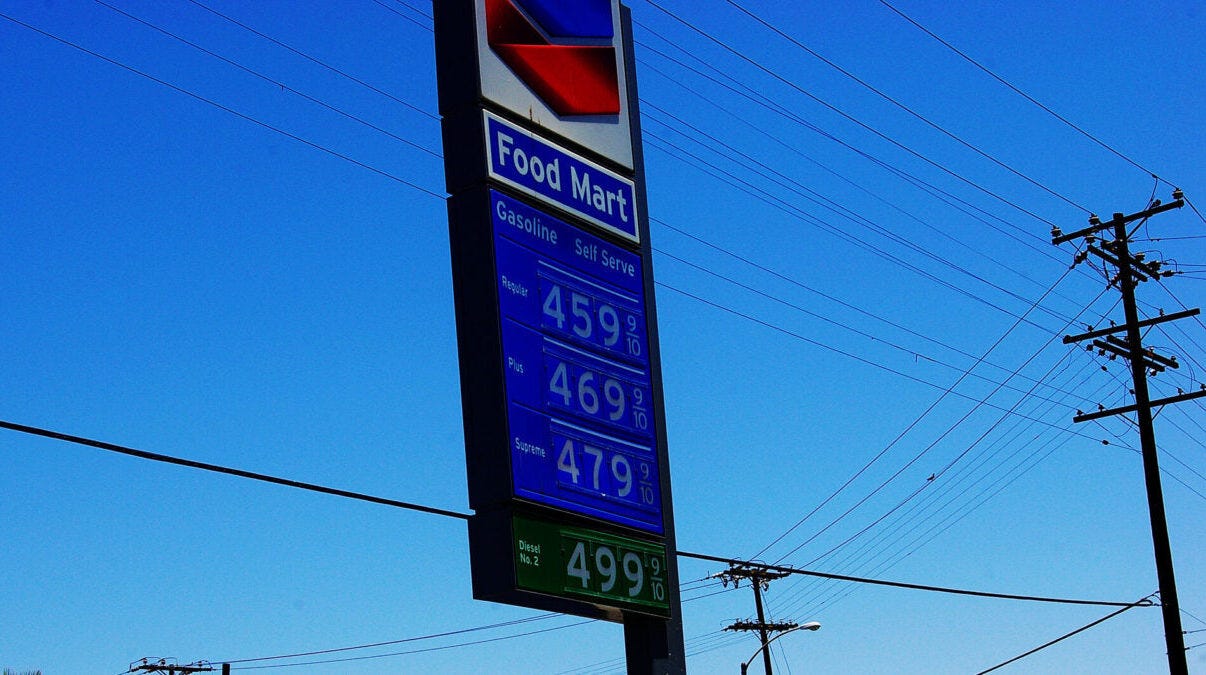 Food Mart
Gasoline
Self Serve
Regular
459 9/10
Plus
469 9/10
Supreme
479 9/10
Diesel
No. 2
499 9/10